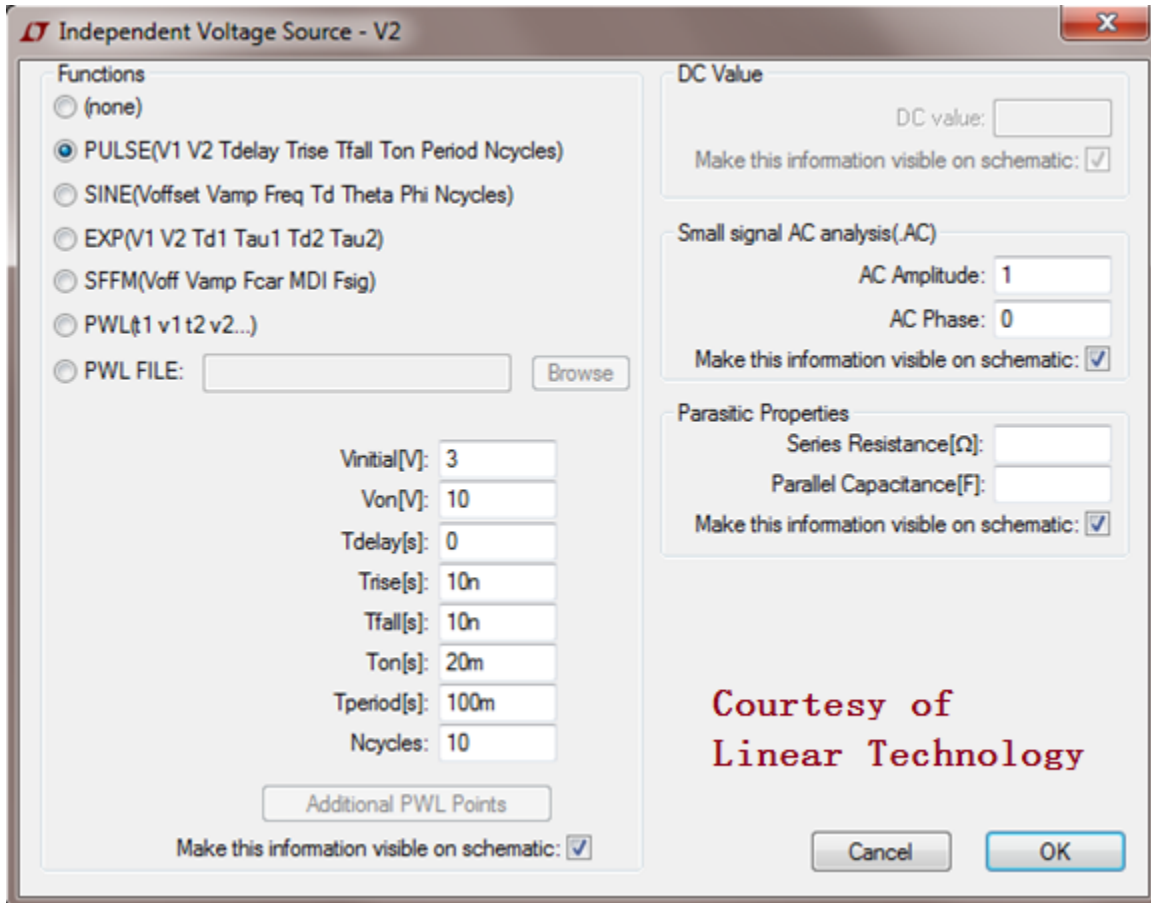 Independent Voltage Source - V2
Functions
(none)
PULSE(V1 V2 Tdelay Trise Tfall Ton Period Ncycles)
SINE(Voffset Vamp Freq Td Theta Phi Ncycles)
EXP(V1 V2 Td1 Tau1 Td2 Tau2)
SFFM(Voff Vamp Fcar MDI Fsig)
PWL(t1 v1 t2 v2...)
PWL FILE: Browse
Vinitial[V]: 3
Von[V]: 10
Tdelay[s]: 0
Trise[s]: 10n
Tfall[s]: 10n
Ton[s]: 20m
Tperiod[s]: 100m
Ncycles: 10
Additional PWL Points
Make this information visible on schematic:
DC Value
DC value:
Make this information visible on schematic:
Small signal AC analysis(.AC)
AC Amplitude: 1
AC Phase: 0
Make this information visible on schematic:
Parasitic Properties
Series Resistance[Ω]:
Parallel Capacitance[F]:
Make this information visible on schematic:
Courtesy of
Linear Technology
Cancel OK